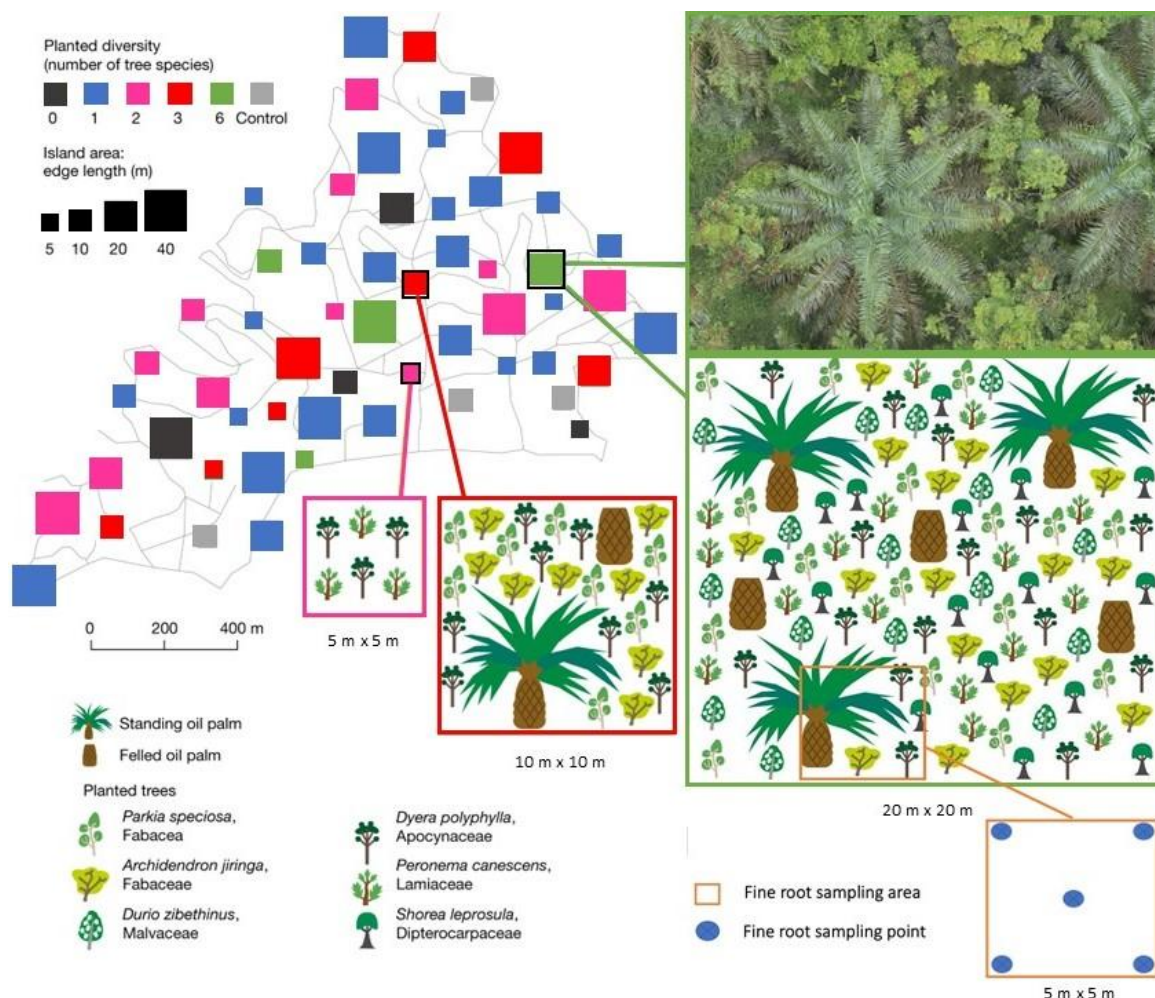 Planted diversity
(number of tree species)
0 1 2 3 6 Control
Island area:
edge length (m)
5 10 20 40
0 200 400 m
5 m x 5 m
10 m x 10 m
20 m x 20 m
Standing oil palm
Felled oil palm
Planted trees
Parkia speciosa,
Fabacea
Archidendron jiringa,
Fabaceae
Durio zibethinus,
Malvaceae
Dyera polyphylla,
Apocynaceae
Peronema canescens,
Lamiaceae
Shorea leprosula,
Dipterocarpaceae
Fine root sampling area
Fine root sampling point
5 m x 5 m